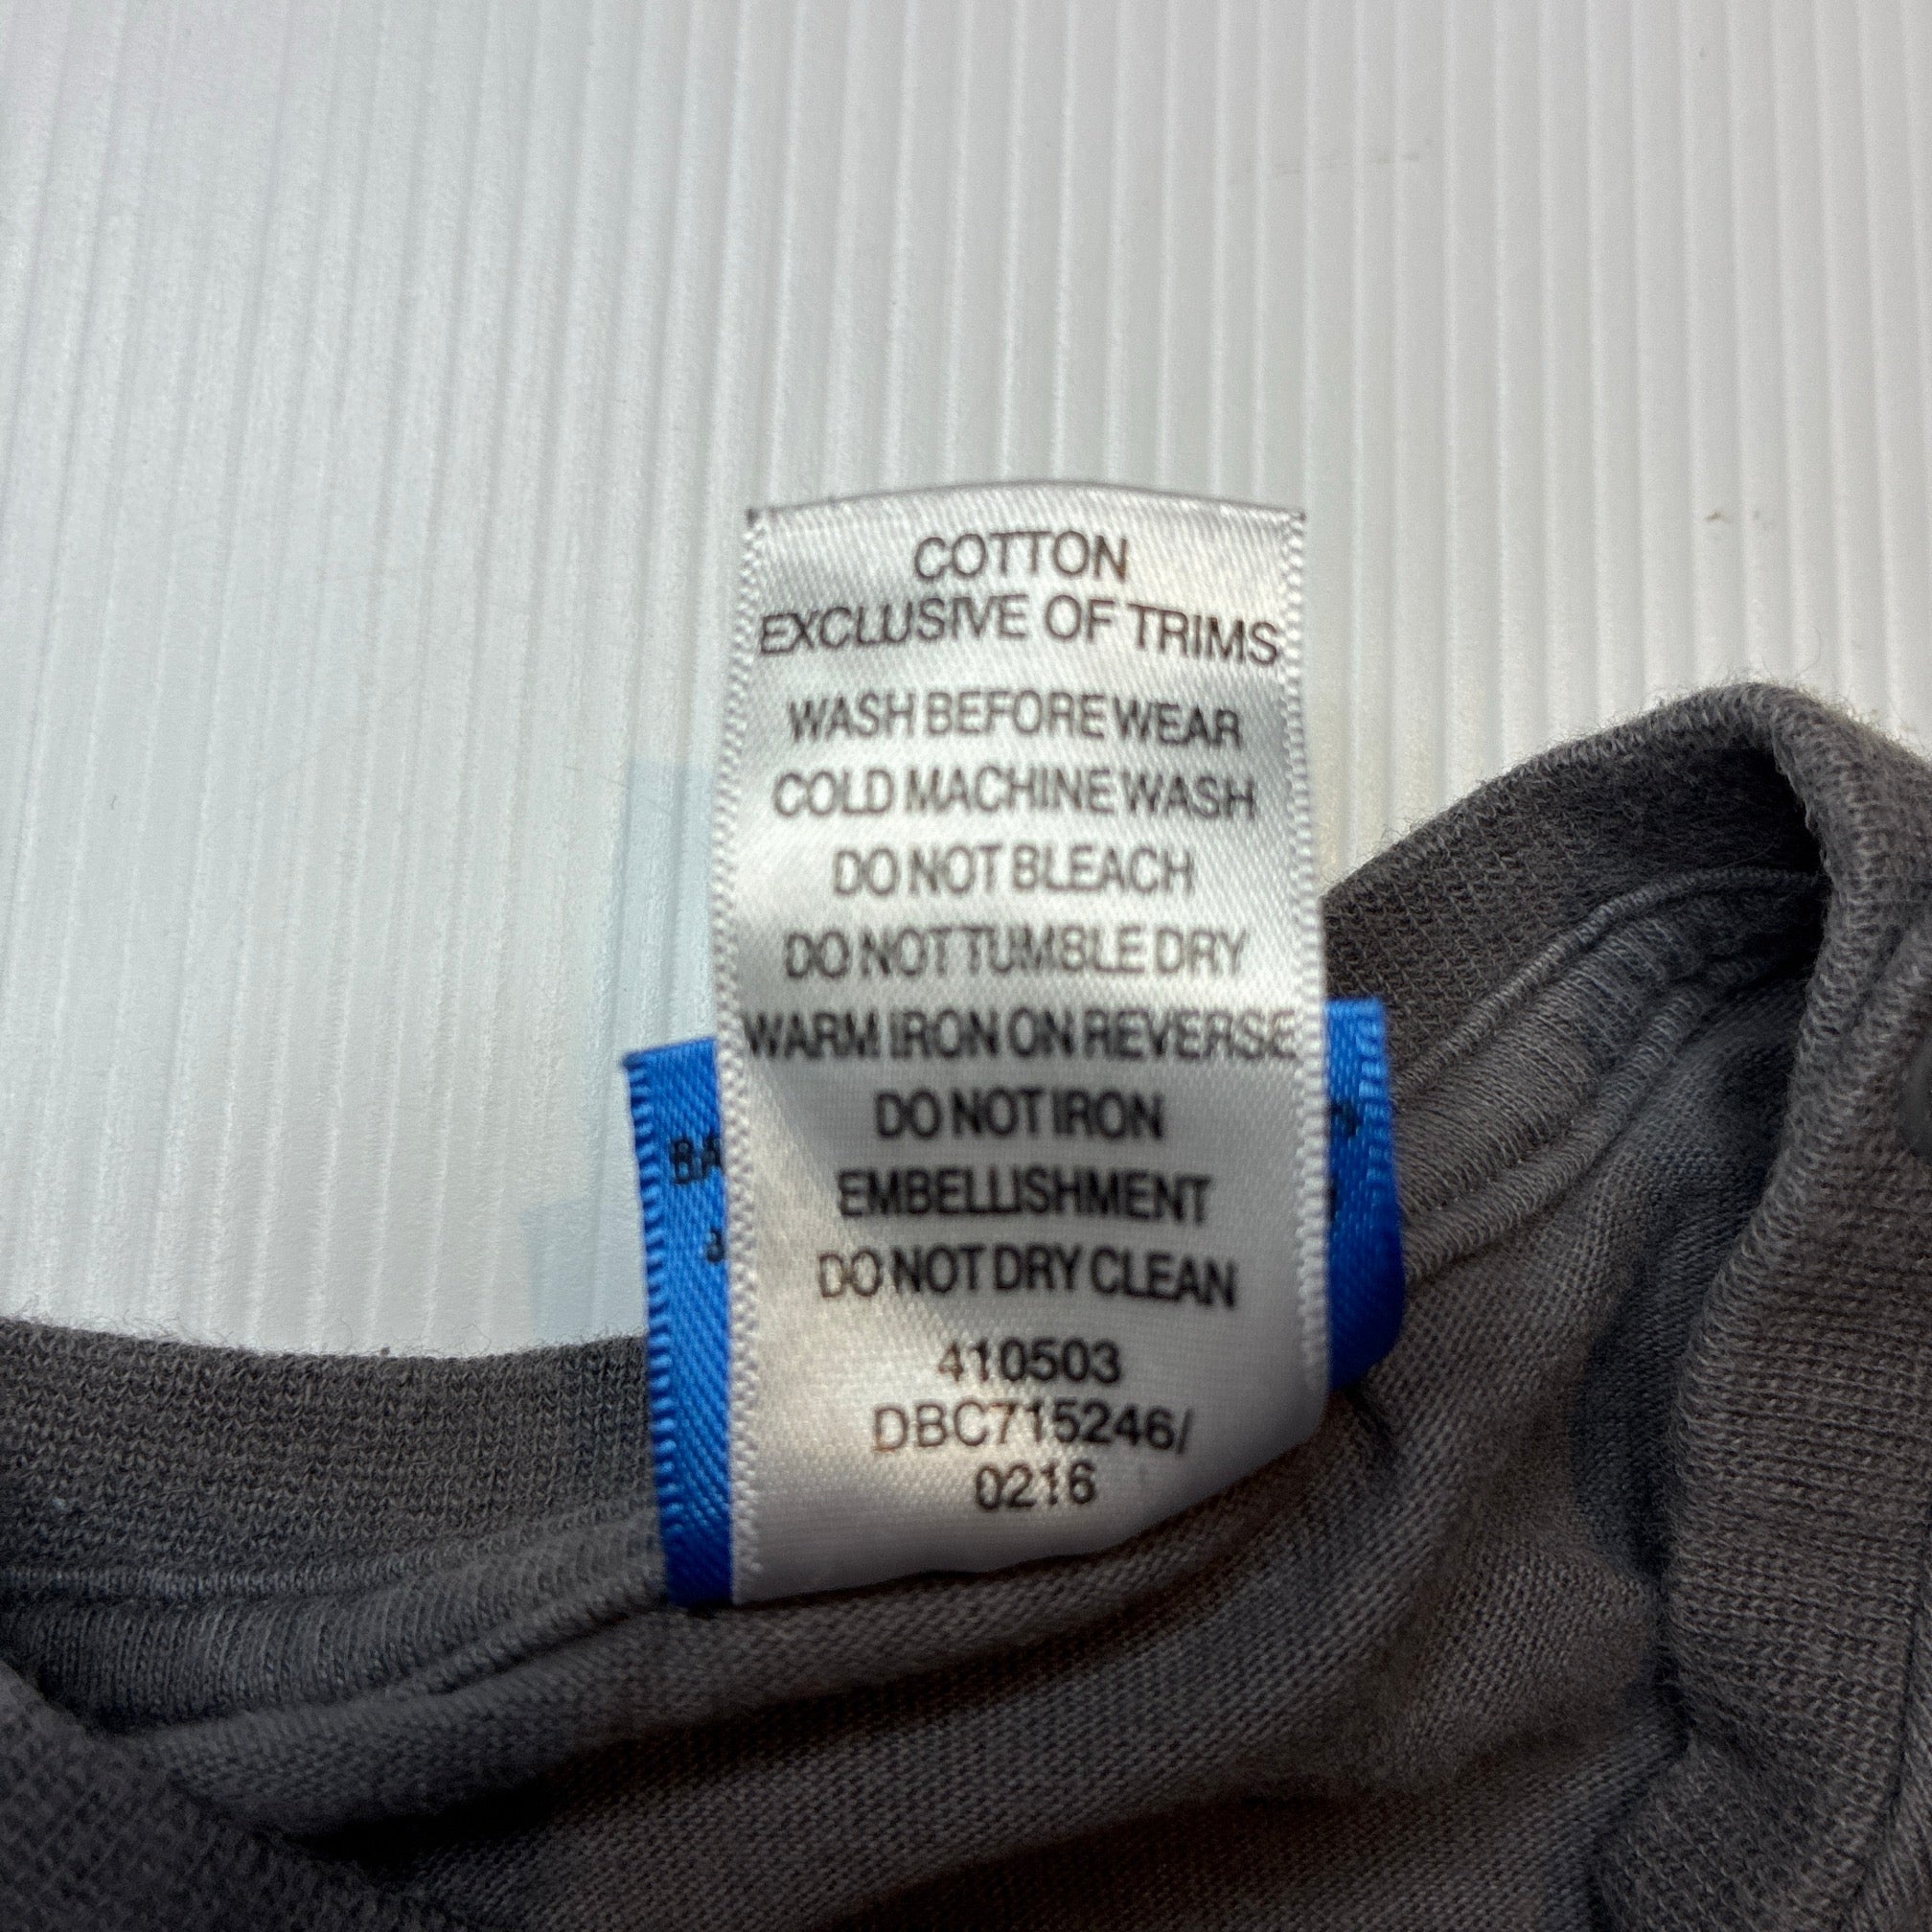 COTTON
EXCLUSIVE OF TRIMS
WASH BEFORE WEAR
COLD MACHINE WASH
DO NOT BLEACH
DO NOT TUMBLE DRY
WARM IRON ON REVERSE
DO NOT IRON
EMBELLISHMENT
DO NOT DRY CLEAN
410503
DBC715246/
0216